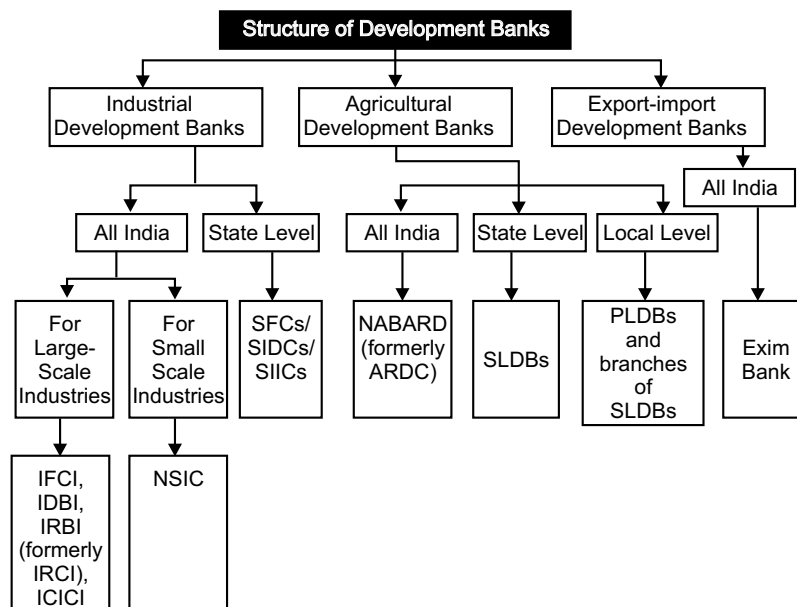 Structure of Development Banks
Industrial
Development Banks
Agricultural
Development Banks
Export-import
Development Banks
All India
State Level
All India
State Level
Local Level
All India
For
Large-
Scale
Industries
For
Small
Scale
Industries
SFCs/
SIDCs/
SIICs
NABARD
(formerly
ARDC)
SLDBs
PLDBs
and
branches
of
SLDBs
Exim
Bank
IFCI,
IDBI,
IRBI
(formerly
IRCI),
ICICI
NSIC